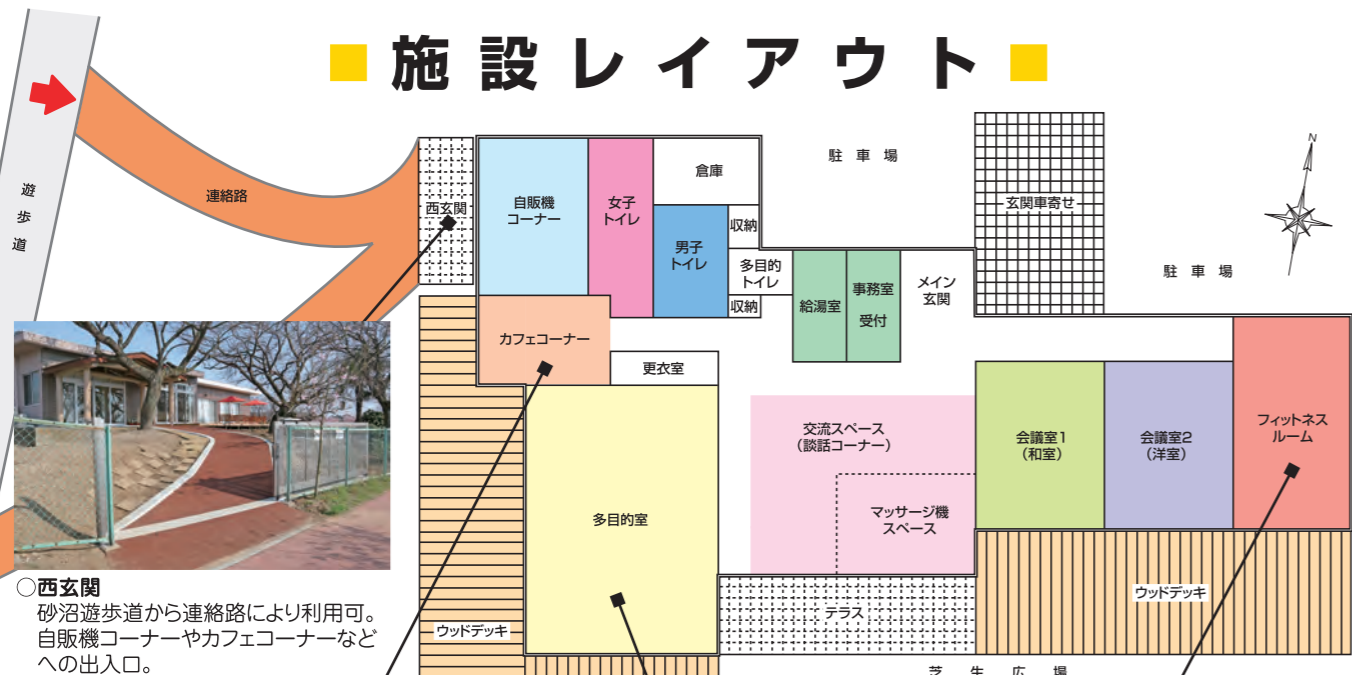 ■施設レイアウト■
遊歩道
連絡路
西玄関
自販機
コーナー
女子
トイレ
倉庫
男子
トイレ
収納
多目的
トイレ
収納
給湯室
事務室
受付
メイン
玄関
駐車場
玄関車寄せ
N
駐車場
カフェコーナー
更衣室
交流スペース
(談話コーナー)
マッサージ機
スペース
会議室1
(和室)
会議室2
(洋室)
フィットネス
ルーム
多目的室
ウッドデッキ
テラス
ウッドデッキ
芝生広場
○西玄関
砂沼遊歩道から連絡路により利用可。
自販機コーナーやカフェコーナーなど
への出入口。